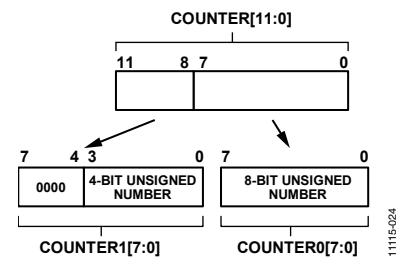 COUNTER[11:0]
11 8 7 0
7 4 3 0 7 0
0000 4-BIT UNSIGNED NUMBER 8-BIT UNSIGNED NUMBER
COUNTER1[7:0] COUNTER0[7:0]
11115-024